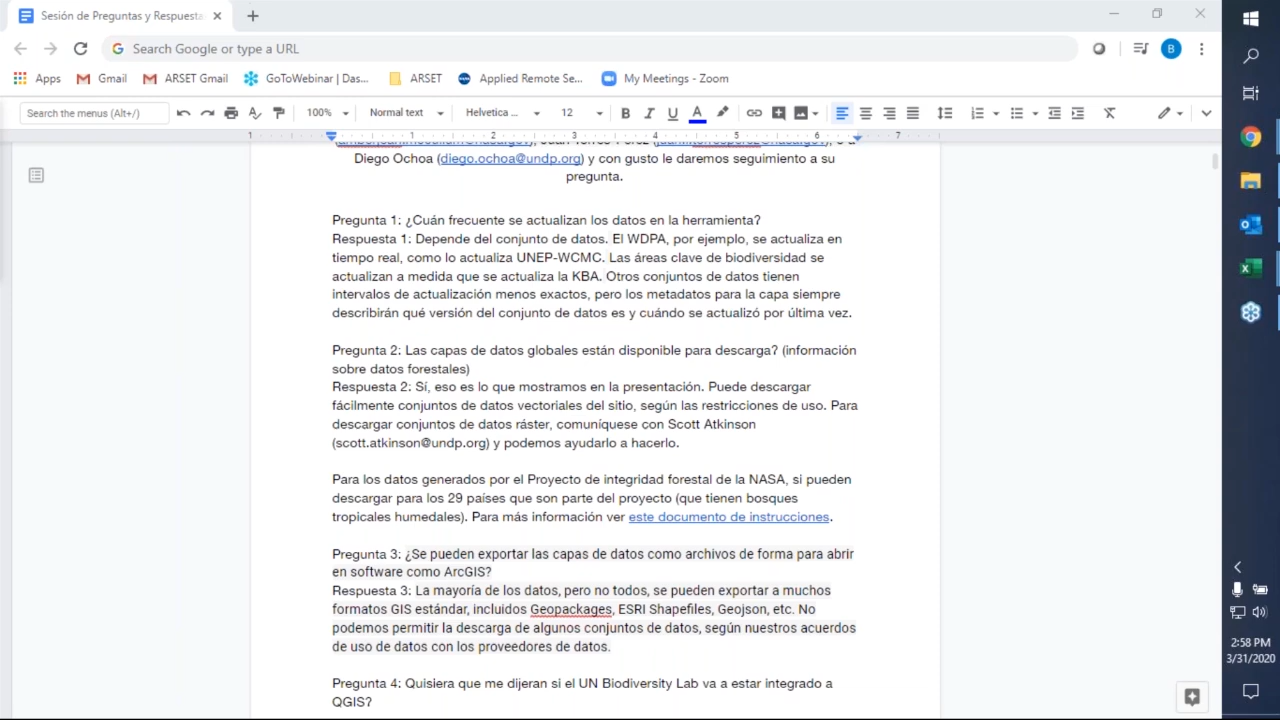 Sesión de Preguntas y Respuesta
Search Google or type a URL
B
Apps
Gmail
ARSET Gmail
GoToWebinar | Das...
ARSET
Applied Remote Se...
My Meetings - Zoom
Search the menus (Alt+/)
100%
Normal text
Helvetica ...
12
B I U A
1 1 2 3 4 5 6 7
Diego Ochoa (diego.ochoa@undp.org) y con gusto le daremos seguimiento a su
pregunta.
Pregunta 1: ¿Cuán frecuente se actualizan los datos en la herramienta?
Respuesta 1: Depende del conjunto de datos. El WDPA, por ejemplo, se actualiza en
tiempo real, como lo actualiza UNEP-WCMC. Las áreas clave de biodiversidad se
actualizan a medida que se actualiza la KBA. Otros conjuntos de datos tienen
intervalos de actualización menos exactos, pero los metadatos para la capa siempre
describirán qué versión del conjunto de datos es y cuándo se actualizó por última vez.
Pregunta 2: Las capas de datos globales están disponible para descarga? (información
sobre datos forestales)
Respuesta 2: Sí, eso es lo que mostramos en la presentación. Puede descargar
fácilmente conjuntos de datos vectoriales del sitio, según las restricciones de uso. Para
descargar conjuntos de datos ráster, comuníquese con Scott Atkinson
(scott.atkinson@undp.org) y podemos ayudarlo a hacerlo.
Para los datos generados por el Proyecto de integridad forestal de la NASA, si pueden
descargar para los 29 países que son parte del proyecto (que tienen bosques
tropicales humedales). Para más información ver este documento de instrucciones.
Pregunta 3: ¿Se pueden exportar las capas de datos como archivos de forma para abrir
en software como ArcGIS?
Respuesta 3: La mayoría de los datos, pero no todos, se pueden exportar a muchos
formatos GIS estándar, incluidos Geopackages, ESRI Shapefiles, Geojson, etc. No
podemos permitir la descarga de algunos conjuntos de datos, según nuestros acuerdos
de uso de datos con los proveedores de datos.
Pregunta 4: Quisiera que me dijeran si el UN Biodiversity Lab va a estar integrado a
QGIS?
2:58 PM
3/31/2020